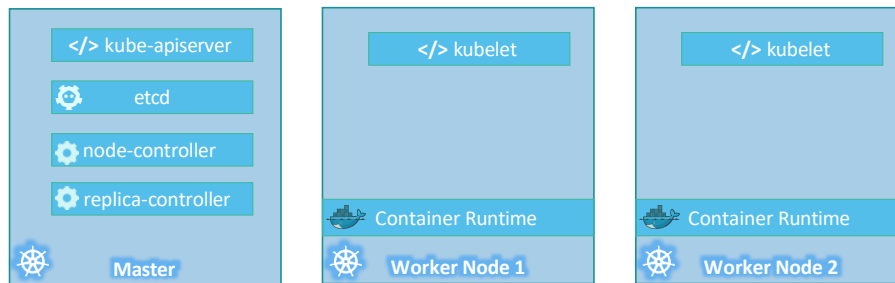 </> kube-apiserver
etcd
node-controller
replica-controller
Master
</> kubelet
Container Runtime
Worker Node 1
</> kubelet
Container Runtime
Worker Node 2